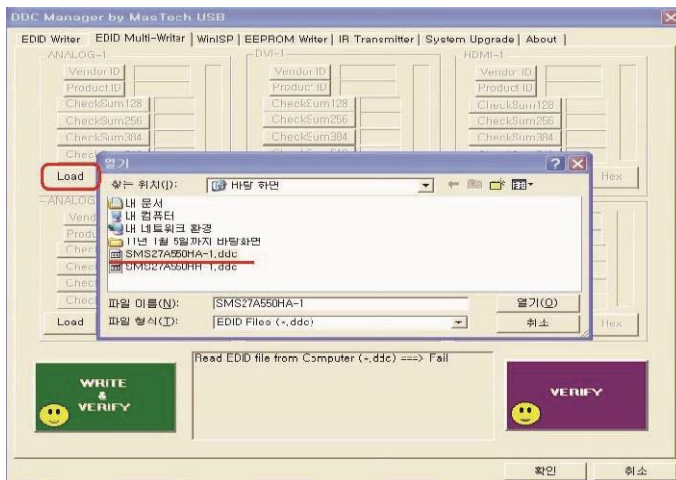 DDC Manager by MasTech USB
EDID Writer | EDID Multi-Writer | WinISP | EEPROM Writer | IR Transmitter | System Upgrade | About |
ANALOG-1 DVI-1 HDMI-1
Vendor ID Vendor ID Vendor ID
Product ID Product ID Product ID
CheckSum128 CheckSum128 CheckSum128
CheckSum256 CheckSum256 CheckSum256
CheckSum384 CheckSum384 CheckSum384
Load Hex
열기
찾는 위치(I): 바탕 화면
내 문서
내 컴퓨터
내 네트워크 환경
11년 1월 5일까지 바탕화면
SMS27A550HA-1.ddc
파일 이름(N): SMS27A550HA-1 열기(O)
파일 형식(T): EDID Files (*.ddc) 취소
Load Hex
Read EDID file from Computer (*.ddc) ===> Fail
WRITE
&
VERIFY
VERIFY
확인 취소